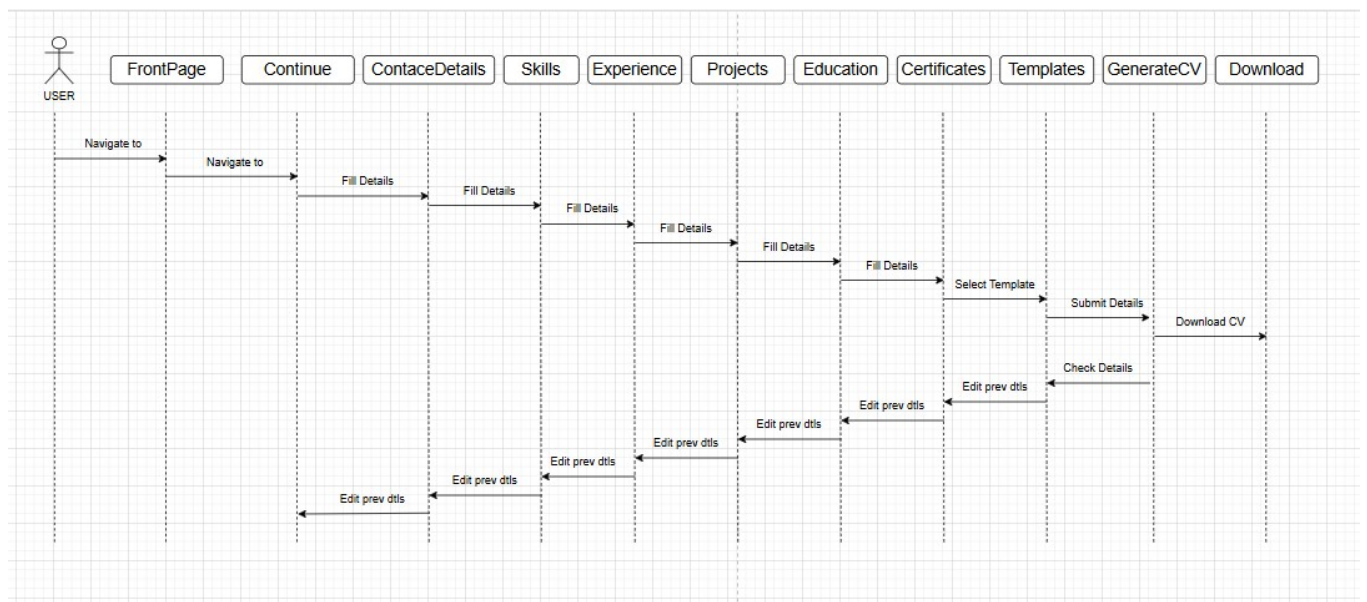 FrontPage
Continue
ContaceDetails
Skills
Experience
Projects
Education
Certificates
Templates
GenerateCV
Download
USER
Navigate to
Navigate to
Fill Details
Fill Details
Fill Details
Fill Details
Fill Details
Fill Details
Select Template
Submit Details
Download CV
Check Details
Edit prev dtls
Edit prev dtls
Edit prev dtls
Edit prev dtls
Edit prev dtls
Edit prev dtls
Edit prev dtls